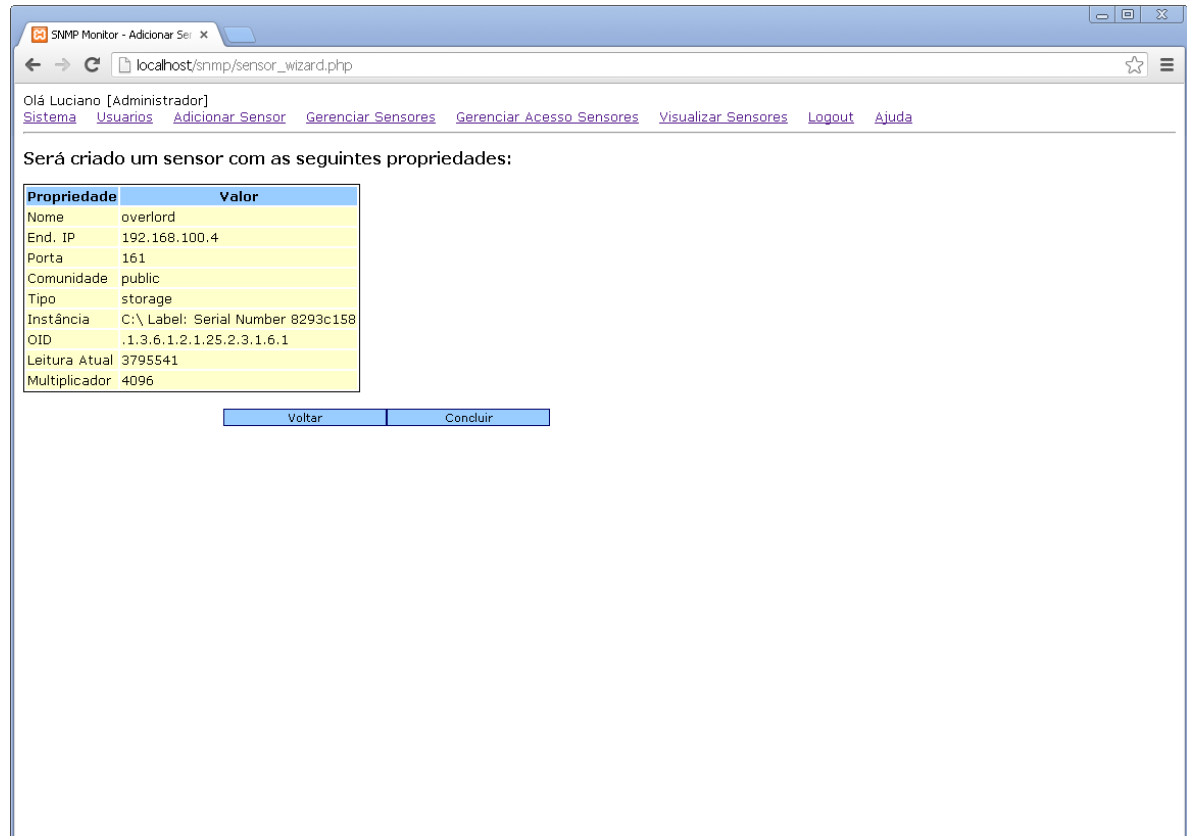 SNMP Monitor - Adicionar Ser
localhost/snmp/sensor_wizard.php
Olá Luciano [Administrador]
Sistema Usuarios Adicionar Sensor Gerenciar Sensores Gerenciar Acesso Sensores Visualizar Sensores Logout Ajuda
Será criado um sensor com as seguintes propriedades:
Propriedade Valor
Nome overlord
End. IP 192.168.100.4
Porta 161
Comunidade public
Tipo storage
Instância C:\ Label: Serial Number 8293c158
OID .1.3.6.1.2.1.25.2.3.1.6.1
Leitura Atual 3795541
Multiplicador 4096
Voltar Concluir